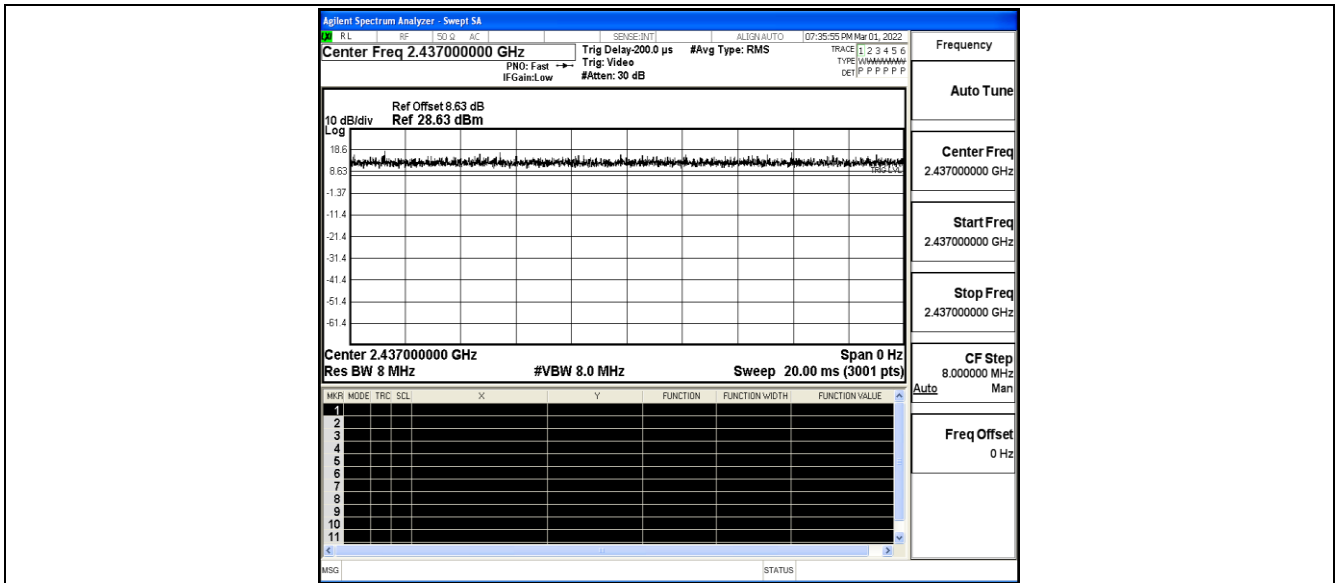 Agilent Spectrum Analyzer - Swept SA
RL RF 50 Ω AC SENSE:INT ALIGNAUTO 07:35:55 PM Mar 01, 2022
Center Freq 2.437000000 GHz
PNO: Fast
IFGain:Low
Trig Delay-200.0 µs
Trig: Video
#Atten: 30 dB
#Avg Type: RMS
TRACE 1 2 3 4 5 6
TYPE
DET P P P P P P
Ref Offset 8.63 dB
10 dB/div Ref 28.63 dBm
Log
18.6
8.63
TRIG LVL
-1.37
-11.4
-21.4
-31.4
-41.4
-51.4
-61.4
Center 2.437000000 GHz Span 0 Hz
Res BW 8 MHz #VBW 8.0 MHz Sweep 20.00 ms (3001 pts)
MKR MODE TRC SCL X Y FUNCTION FUNCTION WIDTH FUNCTION VALUE
1
2
3
4
5
6
7
8
9
10
11
MSG STATUS
Frequency
Auto Tune
Center Freq
2.437000000 GHz
Start Freq
2.437000000 GHz
Stop Freq
2.437000000 GHz
CF Step
8.000000 MHz
Auto Man
Freq Offset
0 Hz